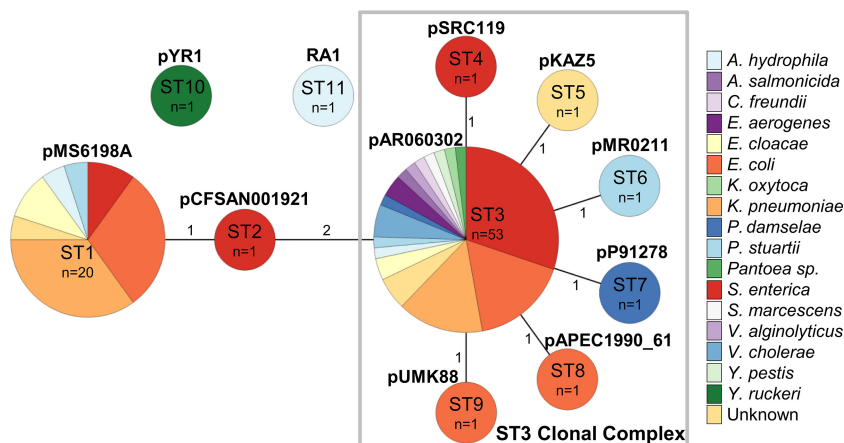 pSRC119
ST4
n=1
pYR1
ST10
n=1
RA1
ST11
n=1
pKAZ5
ST5
n=1
1
1
pAR060302
pMR0211
ST6
n=1
1
pMS6198A
ST1
n=20
1
pCFSAN001921
ST2
n=1
2
ST3
n=53
pP91278
ST7
n=1
1
pAPEC1990_61
ST8
n=1
1
pUMK88
ST9
n=1
1
ST3 Clonal Complex
A. hydrophila
A. salmonicida
C. freundii
E. aerogenes
E. cloacae
E. coli
K. oxytoca
K. pneumoniae
P. damselae
P. stuartii
Pantoea sp.
S. enterica
S. marcescens
V. alginolyticus
V. cholerae
Y. pestis
Y. ruckeri
Unknown